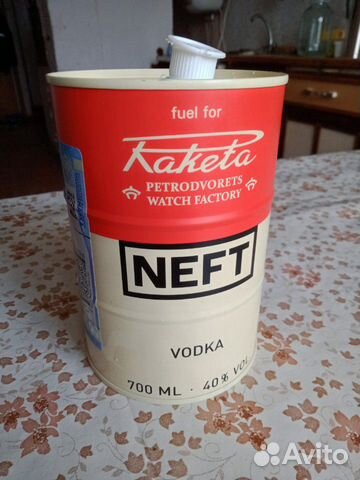 fuel for
Raketa
PETRODVORETS
WATCH FACTORY
NEFT
VODKA
700 ML · 40% VOL
Avito